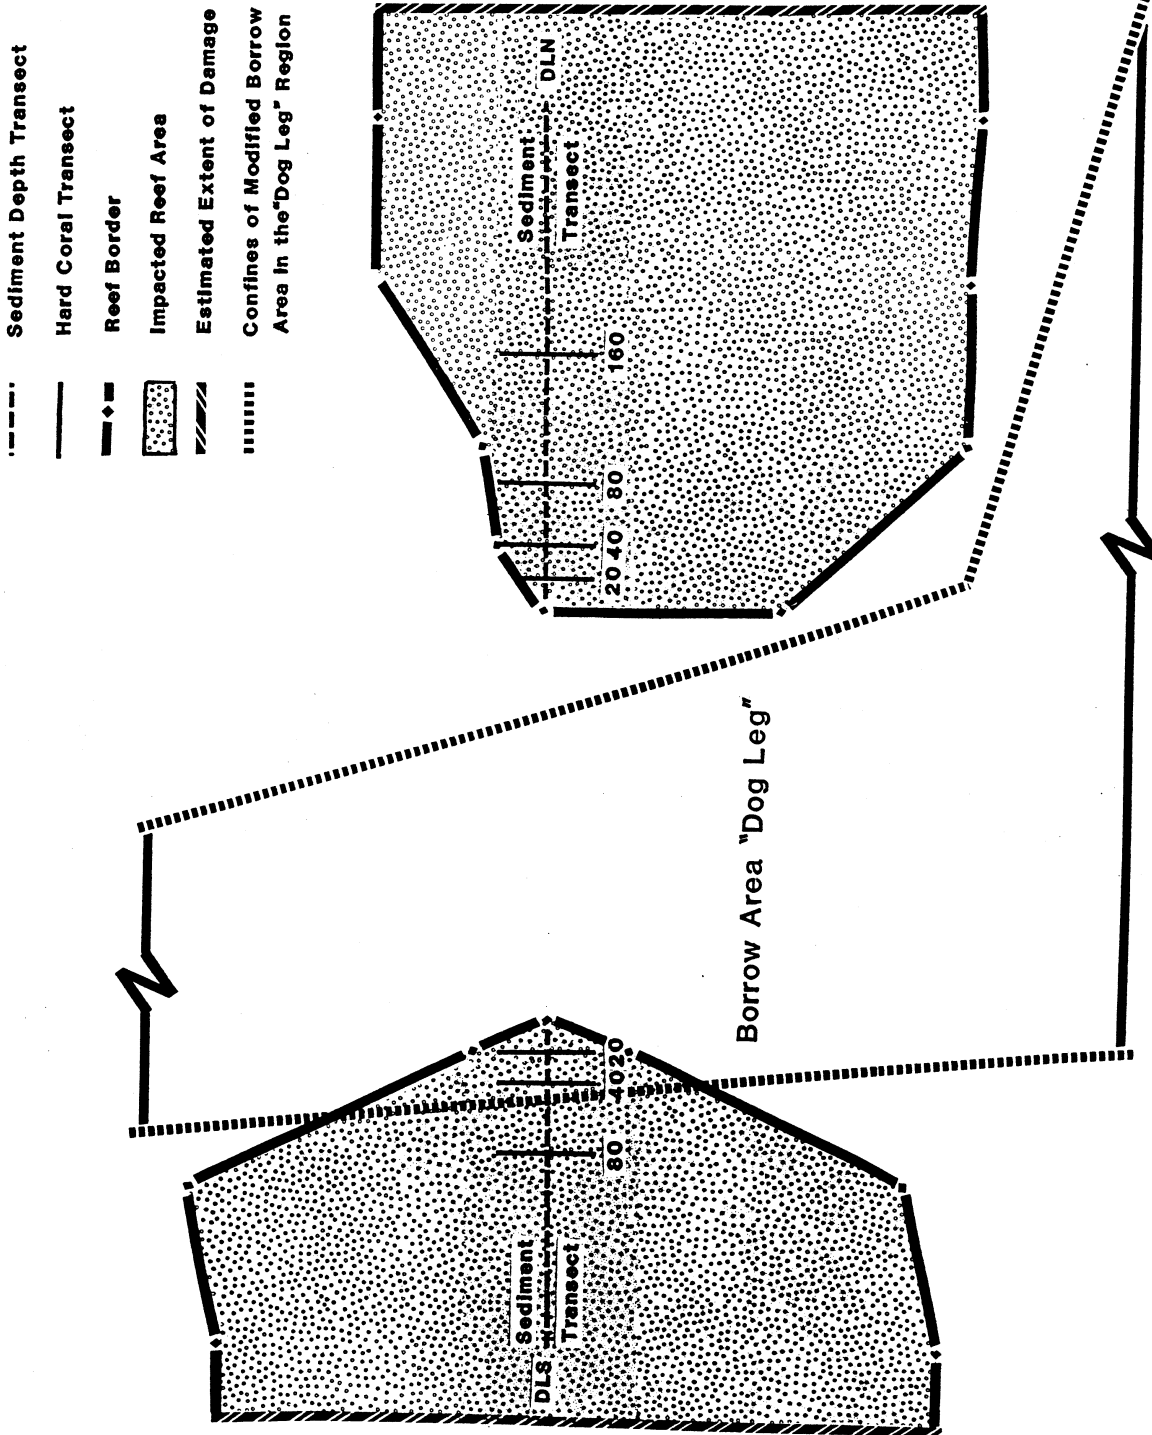 Sediment Depth Transect
Hard Coral Transect
Reef Border
Impacted Reef Area
Estimated Extent of Damage
Confines of Modified Borrow
Area in the "Dog Leg" Region
DLN
Sediment
Transect
160
80
40
20
Borrow Area "Dog Leg"
20
40
80
Sediment
Transect
DLS